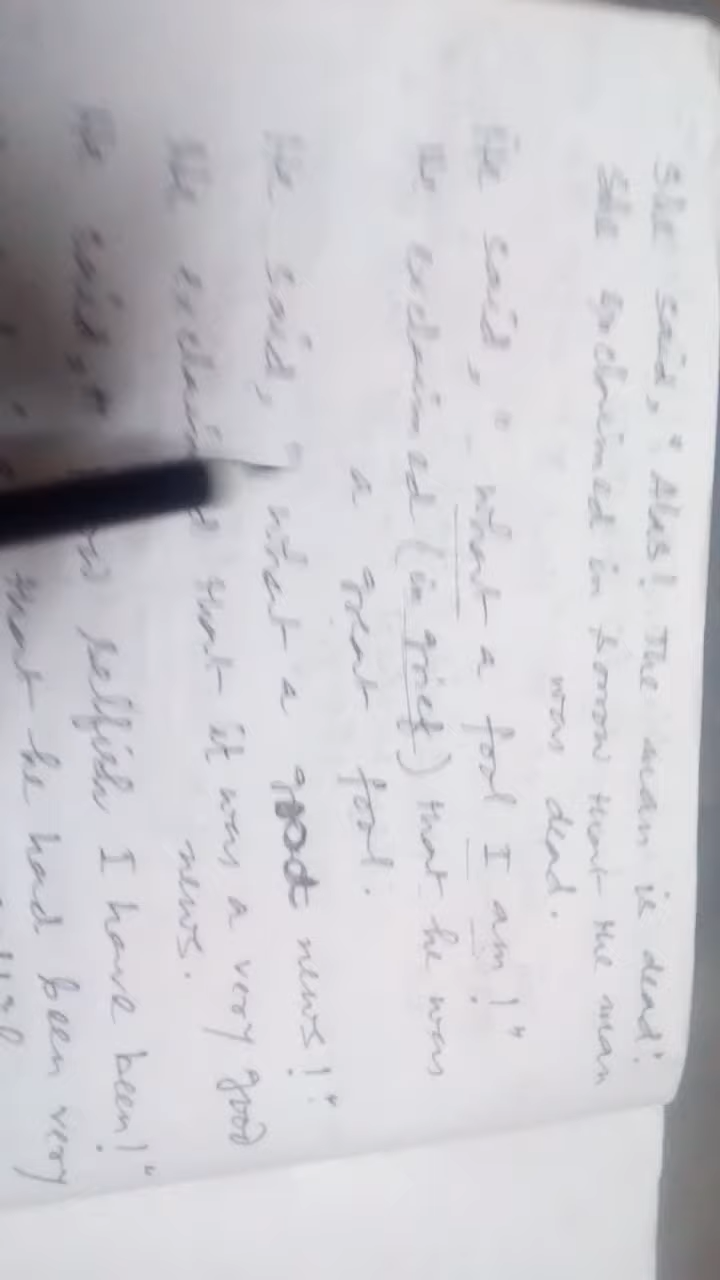 She said, "Alas! The man is dead".
She exclaimed in sorrow that the man
was dead.
He said, "what a fool I am!"
He exclaimed (in grief) that he was
a great fool.
He said, " what a good news!"
He exclaimed that it was a very good
news.
He said, " selfish I have been!"
that he had been very